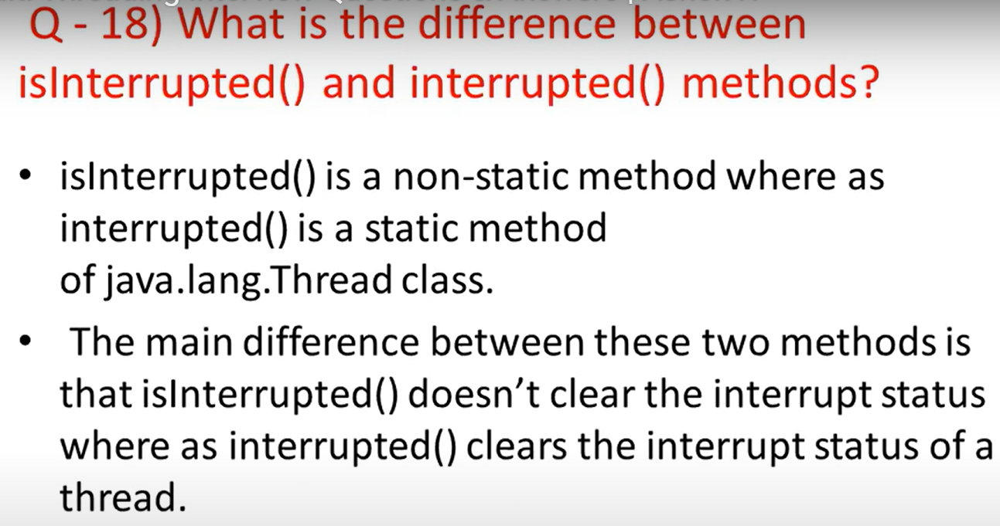 Q - 18) What is the difference between
isInterrupted() and interrupted() methods?
• isInterrupted() is a non-static method where as
interrupted() is a static method
of java.lang.Thread class.
• The main difference between these two methods is
that isInterrupted() doesn’t clear the interrupt status
where as interrupted() clears the interrupt status of a
thread.